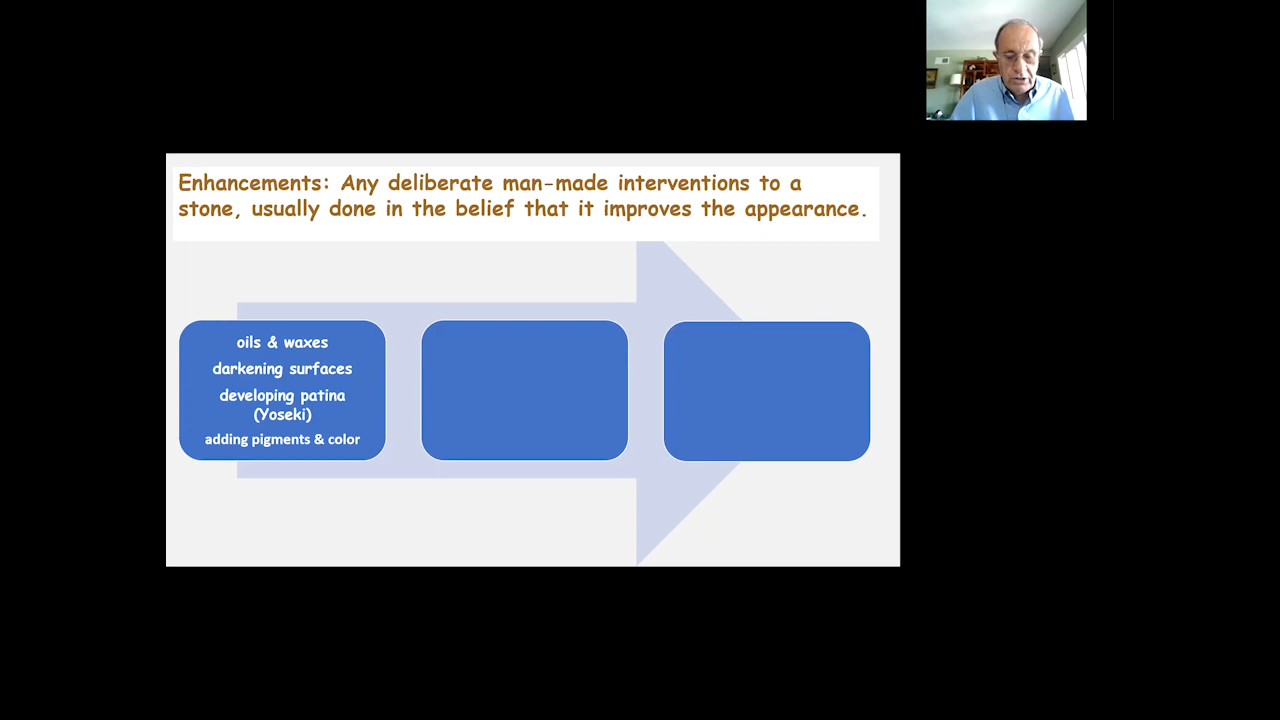 Enhancements: Any deliberate man-made interventions to a
stone, usually done in the belief that it improves the appearance.
oils & waxes
darkening surfaces
developing patina
(Yoseki)
adding pigments & color